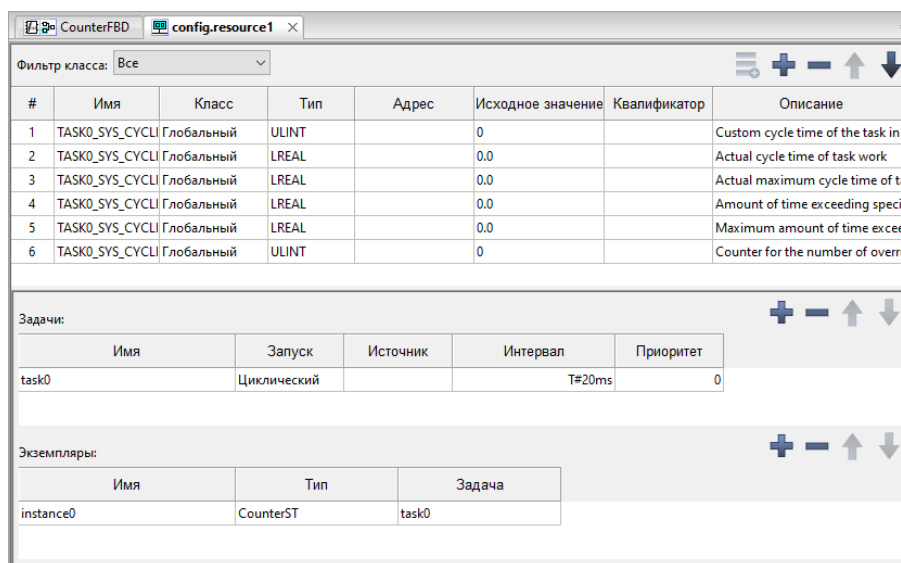 CounterFBD config.resource1
Фильтр класса: Все
# Имя Класс Тип Адрес Исходное значение Квалификатор Описание
1 TASK0_SYS_CYCLI Глобальный ULINT 0 Custom cycle time of the task in
2 TASK0_SYS_CYCLI Глобальный LREAL 0.0 Actual cycle time of task work
3 TASK0_SYS_CYCLI Глобальный LREAL 0.0 Actual maximum cycle time of t
4 TASK0_SYS_CYCLI Глобальный LREAL 0.0 Amount of time exceeding speci
5 TASK0_SYS_CYCLI Глобальный LREAL 0.0 Maximum amount of time excee
6 TASK0_SYS_CYCLI Глобальный ULINT 0 Counter for the number of overr
Задачи:
Имя Запуск Источник Интервал Приоритет
task0 Циклический T#20ms 0
Экземпляры:
Имя Тип Задача
instance0 CounterST task0